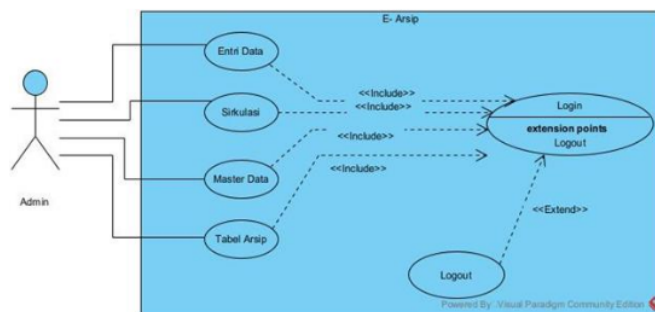 E- Arsip
Entri Data
<<Include>>
<<Include>>
Login
Sirkulasi
extension points
Logout
<<Include>>
<<Include>>
Master Data
Admin
<<Extend>>
Tabel Arsip
Logout
Powered By Visual Paradigm Community Edition